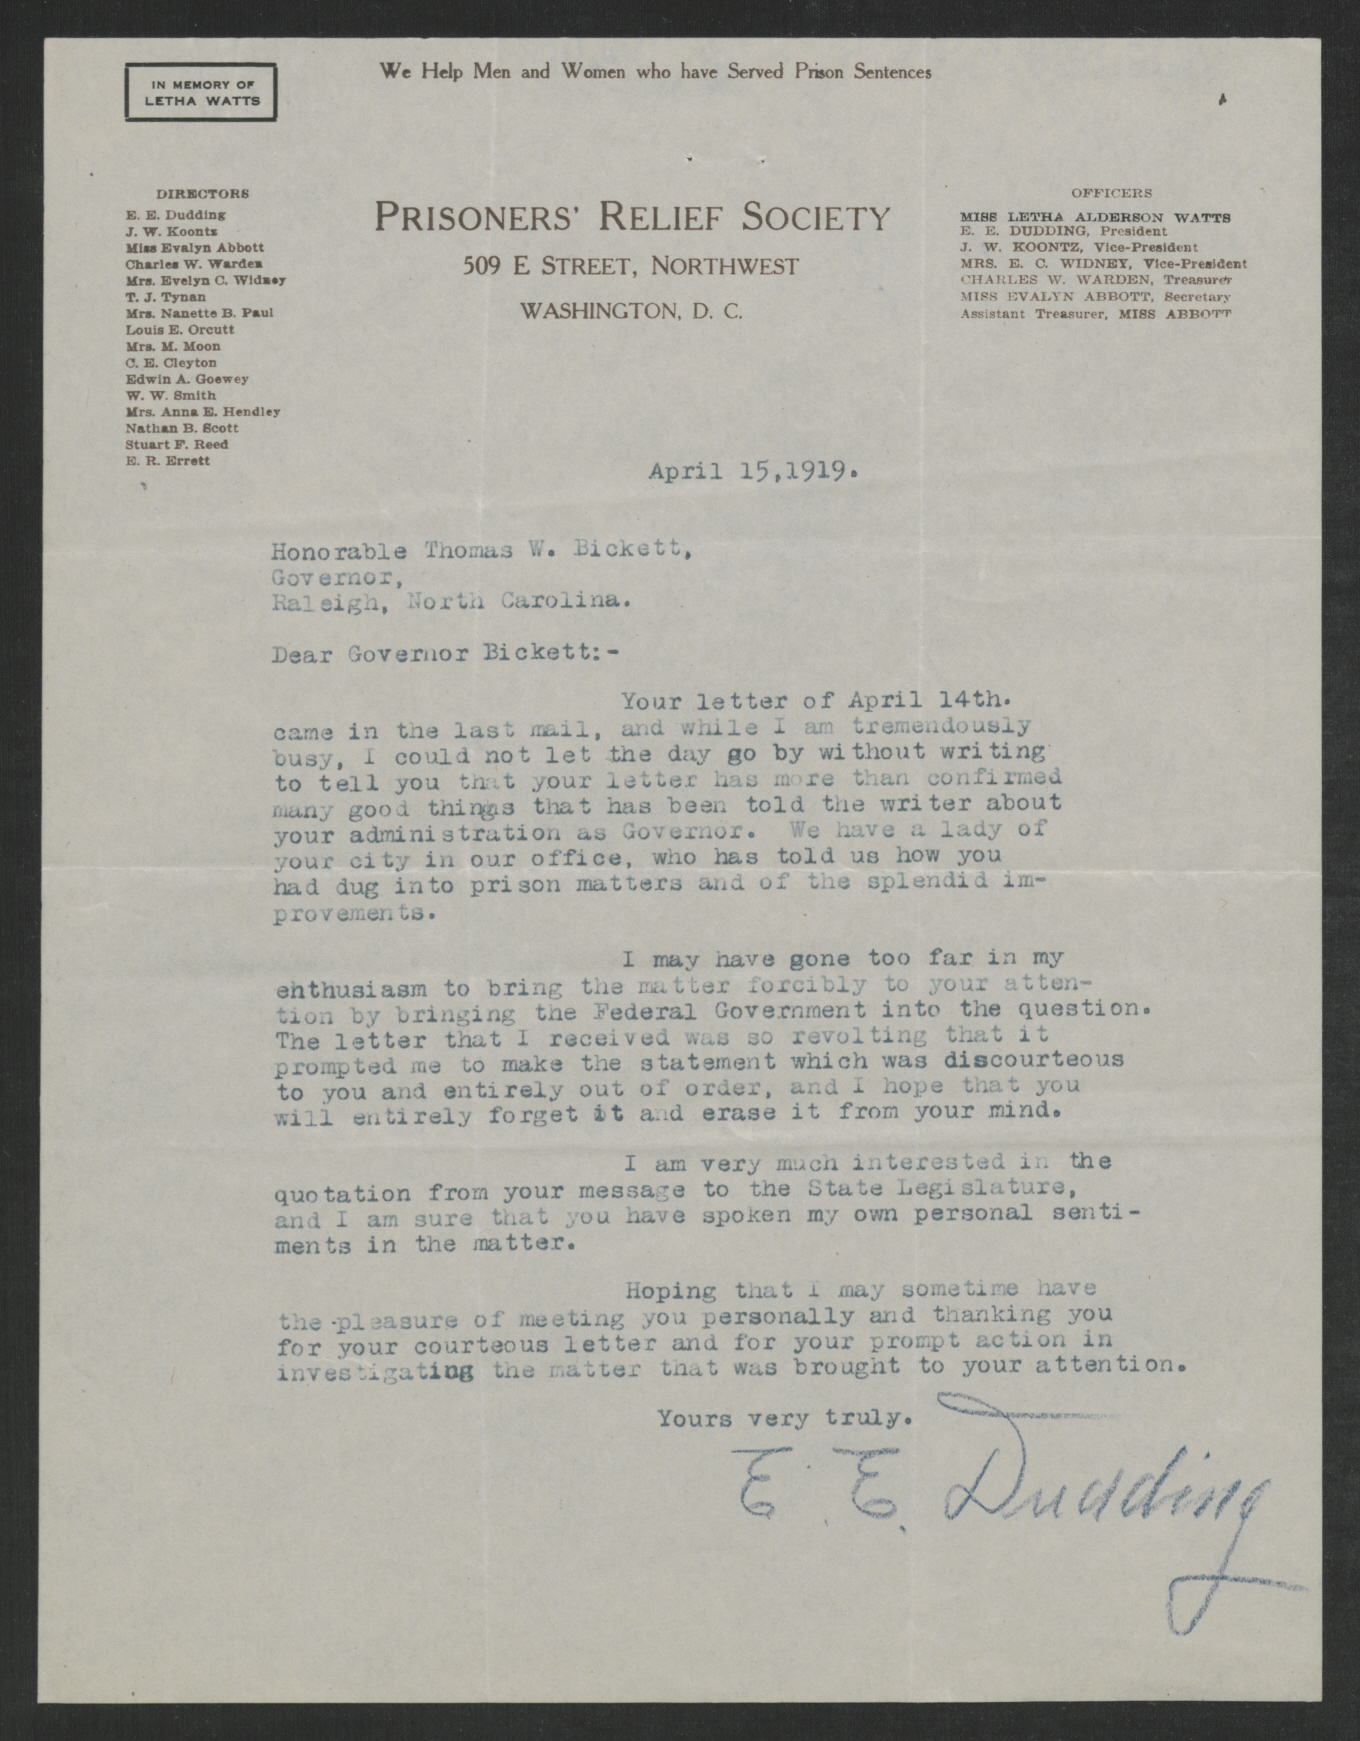 We Help Men and Women who have Served Prison Sentences
IN MEMORY OF
LETHA WATTS
DIRECTORS
E. E. Dudding
J. W. Koontz
Miss Evalyn Abbott
Charles W. Warden
Mrs. Evelyn C. Widney
T. J. Tynan
Mrs. Nanette B. Paul
Louis E. Orcutt
Mrs. M. Moon
C. E. Cleyton
Edwin A. Goewey
W. W. Smith
Mrs. Anna E. Hendley
Nathan B. Scott
Stuart F. Reed
E. R. Errett
PRISONERS' RELIEF SOCIETY
509 E STREET, NORTHWEST
WASHINGTON, D. C.
OFFICERS
MISS LETHA ALDERSON WATTS
E. E. DUDDING, President
J. W. KOONTZ, Vice-President
MRS. E. C. WIDNEY, Vice-President
CHARLES W. WARDEN, Treasurer
MISS EVALYN ABBOTT, Secretary
Assistant Treasurer, MISS ABBOTT
April 15,1919.
Honorable Thomas W. Bickett,
Governor,
Raleigh, North Carolina.
Dear Governor Bickett:-
Your letter of April 14th.
came in the last mail, and while I am tremendously
busy, I could not let the day go by without writing
to tell you that your letter has more than confirmed
many good things that has been told the writer about
your administration as Governor. We have a lady of
your city in our office, who has told us how you
had dug into prison matters and of the splendid im-
provements.
I may have gone too far in my
enthusiasm to bring the matter forcibly to your atten-
tion by bringing the Federal Government into the question.
The letter that I received was so revolting that it
prompted me to make the statement which was discourteous
to you and entirely out of order, and I hope that you
will entirely forget it and erase it from your mind.
I am very much interested in the
quotation from your message to the State Legislature,
and I am sure that you have spoken my own personal senti-
ments in the matter.
Hoping that I may sometime have
the pleasure of meeting you personally and thanking you
for your courteous letter and for your prompt action in
investigating the matter that was brought to your attention.
Yours very truly.
E. E. Dudding